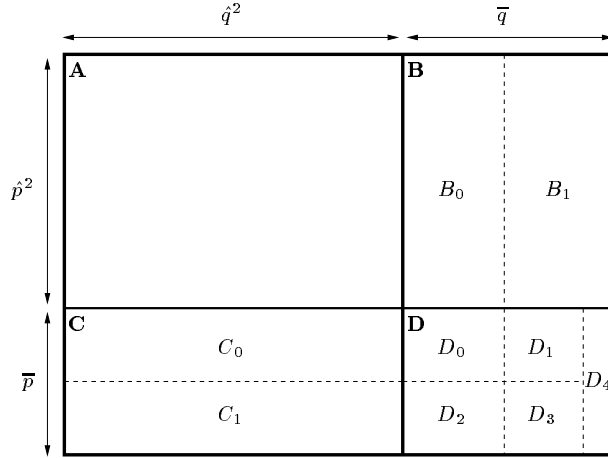 q̂² q̄
A B
p̂² B₀ B₁
C D
C₀ D₀ D₁
p̄ D₄
C₁ D₂ D₃